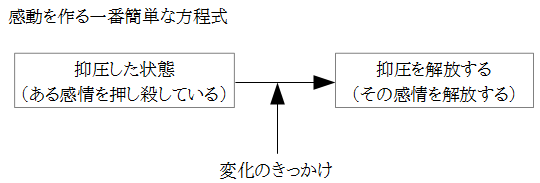 感動を作る一番簡単な方程式
抑圧した状態
（ある感情を押し殺している）
抑圧を解放する
（その感情を解放する）
変化のきっかけ